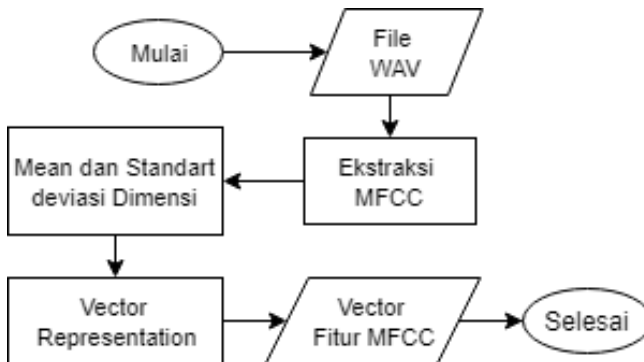 Mulai
File
WAV
Mean dan Standart
deviasi Dimensi
Ekstraksi
MFCC
Vector
Representation
Vector
Fitur MFCC
Selesai